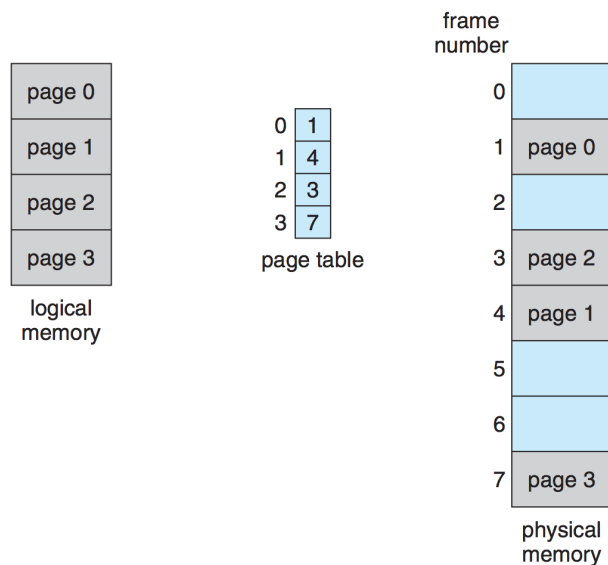 page 0
page 1
page 2
page 3
logical
memory
0 1
1 4
2 3
3 7
page table
frame
number
0
1 page 0
2
3 page 2
4 page 1
5
6
7 page 3
physical
memory